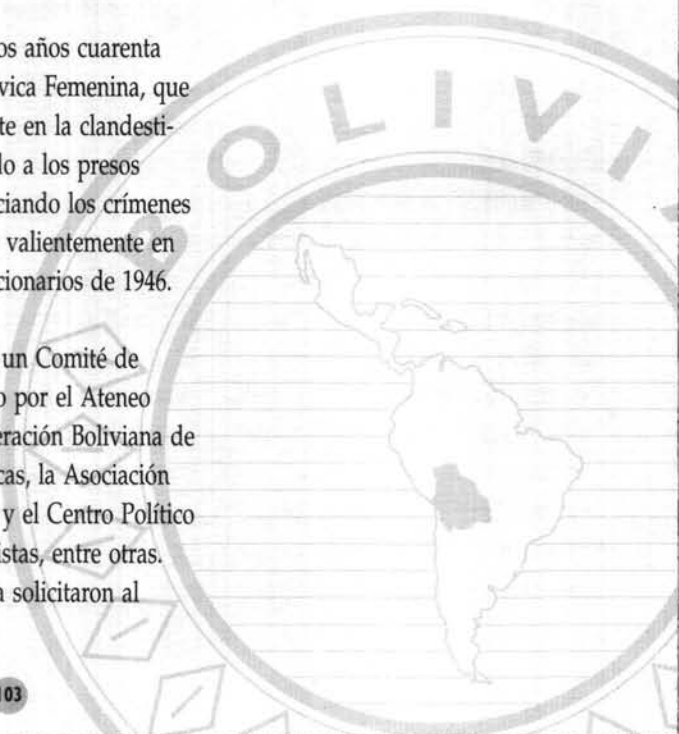 os años cuarenta
vica Femenina, que
te en la clandesti-
lo a los presos
ciando los crímenes
valientemente en
cionarios de 1946.
un Comité de
o por el Ateneo
eración Boliviana de
cas, la Asociación
y el Centro Político
istas, entre otras.
a solicitaron al
103
BOLIVIA